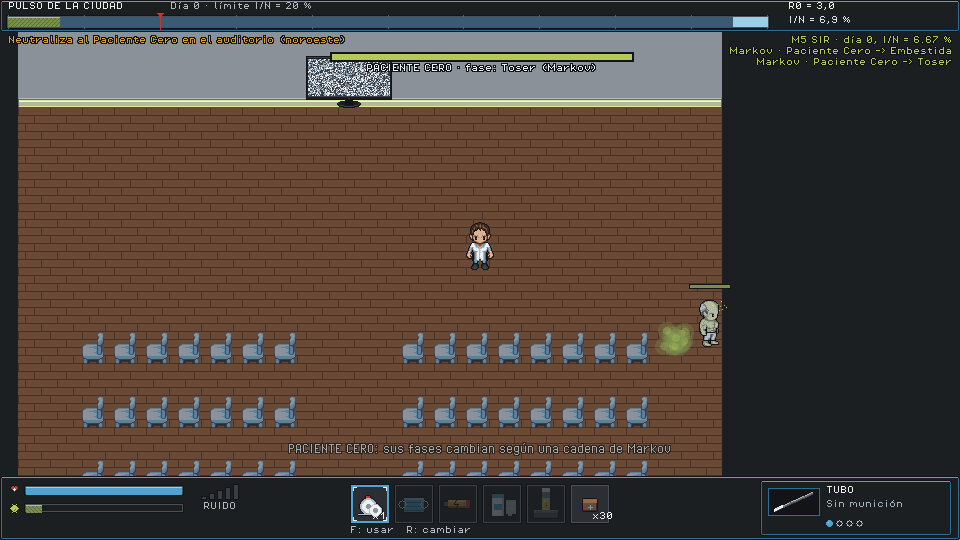 PULSO DE LA CIUDAD
Día 0 · límite I/N = 20 %
R0 = 3,0
I/N = 6,9 %
Neutraliza al Paciente Cero en el auditorio (noroeste)
M5 SIR · día 0, I/N = 6.67 %
Markov · Paciente Cero -> Embestida
Markov · Paciente Cero -> Toser
PACIENTE CERO · fase: Toser (Markov)
PACIENTE CERO: sus fases cambian según una cadena de Markov
RUIDO
x1
x30
F: usar R: cambiar
TUBO
Sin munición